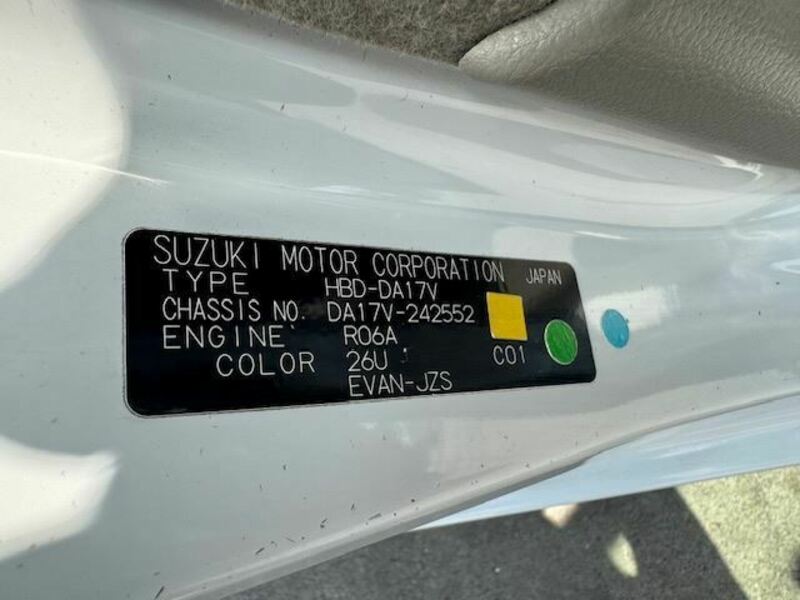 SUZUKI MOTOR CORPORATION JAPAN
TYPE HBD-DA17V
CHASSIS NO. DA17V-242552
ENGINE R06A
COLOR 26U C01
EVAN-JZS